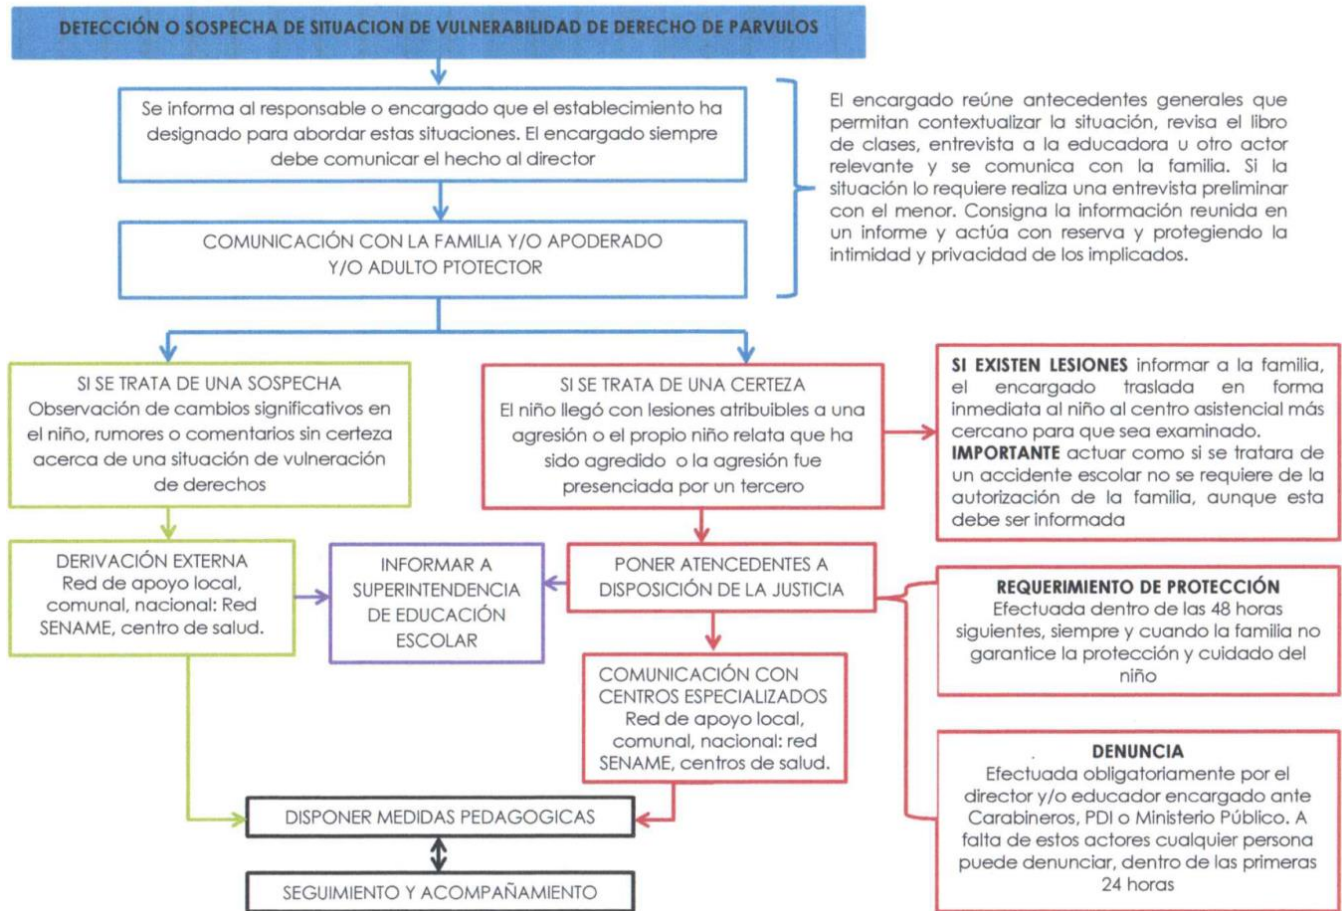 DETECCIÓN O SOSPECHA DE SITUACION DE VULNERABILIDAD DE DERECHO DE PARVULOS
Se informa al responsable o encargado que el establecimiento ha
designado para abordar estas situaciones. El encargado siempre
debe comunicar el hecho al director
El encargado reúne antecedentes generales que
permitan contextualizar la situación, revisa el libro
de clases, entrevista a la educadora u otro actor
relevante y se comunica con la familia. Si la
situación lo requiere realiza una entrevista preliminar
con el menor. Consigna la información reunida en
un informe y actúa con reserva y protegiendo la
intimidad y privacidad de los implicados.
COMUNICACIÓN CON LA FAMILIA Y/O APODERADO
Y/O ADULTO PTOTECTOR
SI SE TRATA DE UNA SOSPECHA
Observación de cambios significativos en
el niño, rumores o comentarios sin certeza
acerca de una situación de vulneración
de derechos
SI SE TRATA DE UNA CERTEZA
El niño llegó con lesiones atribuibles a una
agresión o el propio niño relata que ha
sido agredido o la agresión fue
presenciada por un tercero
SI EXISTEN LESIONES informar a la familia,
el encargado traslada en forma
inmediata al niño al centro asistencial más
cercano para que sea examinado.
IMPORTANTE actuar como si se tratara de
un accidente escolar no se requiere de la
autorización de la familia, aunque esta
debe ser informada
DERIVACIÓN EXTERNA
Red de apoyo local,
comunal, nacional: Red
SENAME, centro de salud.
INFORMAR A
SUPERINTENDENCIA
DE EDUCACIÓN
ESCOLAR
PONER ATENCEDENTES A
DISPOSICIÓN DE LA JUSTICIA
REQUERIMIENTO DE PROTECCIÓN
Efectuada dentro de las 48 horas
siguientes, siempre y cuando la familia no
garantice la protección y cuidado del
niño
COMUNICACIÓN CON
CENTROS ESPECIALIZADOS
Red de apoyo local,
comunal, nacional: red
SENAME, centros de salud.
DENUNCIA
Efectuada obligatoriamente por el
director y/o educador encargado ante
Carabineros, PDI o Ministerio Público. A
falta de estos actores cualquier persona
puede denunciar, dentro de las primeras
24 horas
DISPONER MEDIDAS PEDAGOGICAS
SEGUIMIENTO Y ACOMPAÑAMIENTO